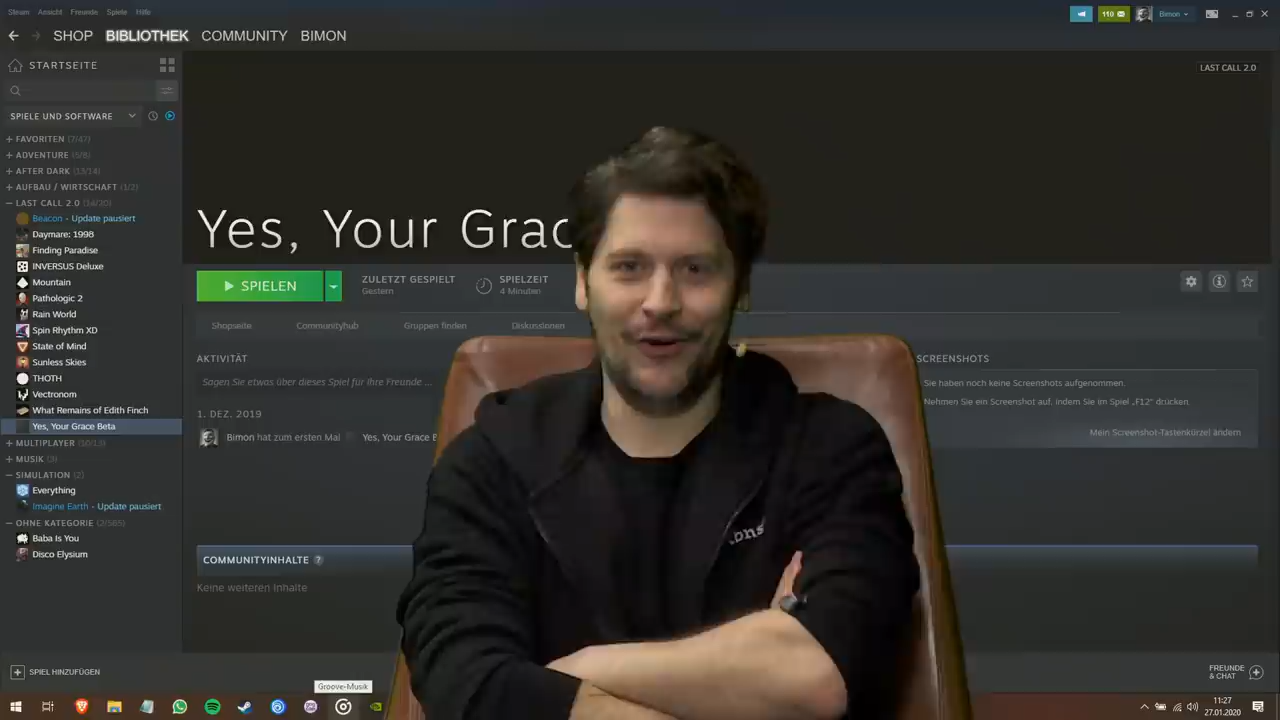 Steam Ansicht Freunde Spiele Hilfe
110
Bimon
SHOP BIBLIOTHEK COMMUNITY BIMON
STARTSEITE
LAST CALL 2.0
SPIELE UND SOFTWARE
FAVORITEN (7/47)
ADVENTURE (5/8)
AFTER DARK (13/14)
AUFBAU / WIRTSCHAFT (1/2)
LAST CALL 2.0 (14/20)
Beacon - Update pausiert
Daymare: 1998
Finding Paradise
INVERSUS Deluxe
Mountain
Pathologic 2
Rain World
Spin Rhythm XD
State of Mind
Sunless Skies
THOTH
Vectronom
What Remains of Edith Finch
Yes, Your Grace Beta
MULTIPLAYER (10/13)
MUSIK (2)
SIMULATION (2)
Everything
Imagine Earth - Update pausiert
OHNE KATEGORIE (2/565)
Baba Is You
Disco Elysium
SPIEL HINZUFÜGEN
Yes, Your Grac
SPIELEN
ZULETZT GESPIELT
Gestern
SPIELZEIT
4 Minuten
Shopseite Communityhub Gruppen finden Diskussionen
AKTIVITÄT
Sagen Sie etwas über dieses Spiel für Ihre Freunde ...
1. DEZ. 2019
Bimon hat zum ersten Mal Yes, Your Grace B
SCREENSHOTS
Sie haben noch keine Screenshots aufgenommen.
Nehmen Sie ein Screenshot auf, indem Sie im Spiel „F12" drücken.
Mein Screenshot-Tastenkürzel ändern
COMMUNITYINHALTE ?
Keine weiteren Inhalte
FREUNDE
& CHAT
Groove-Musik
11:27
27.01.2020